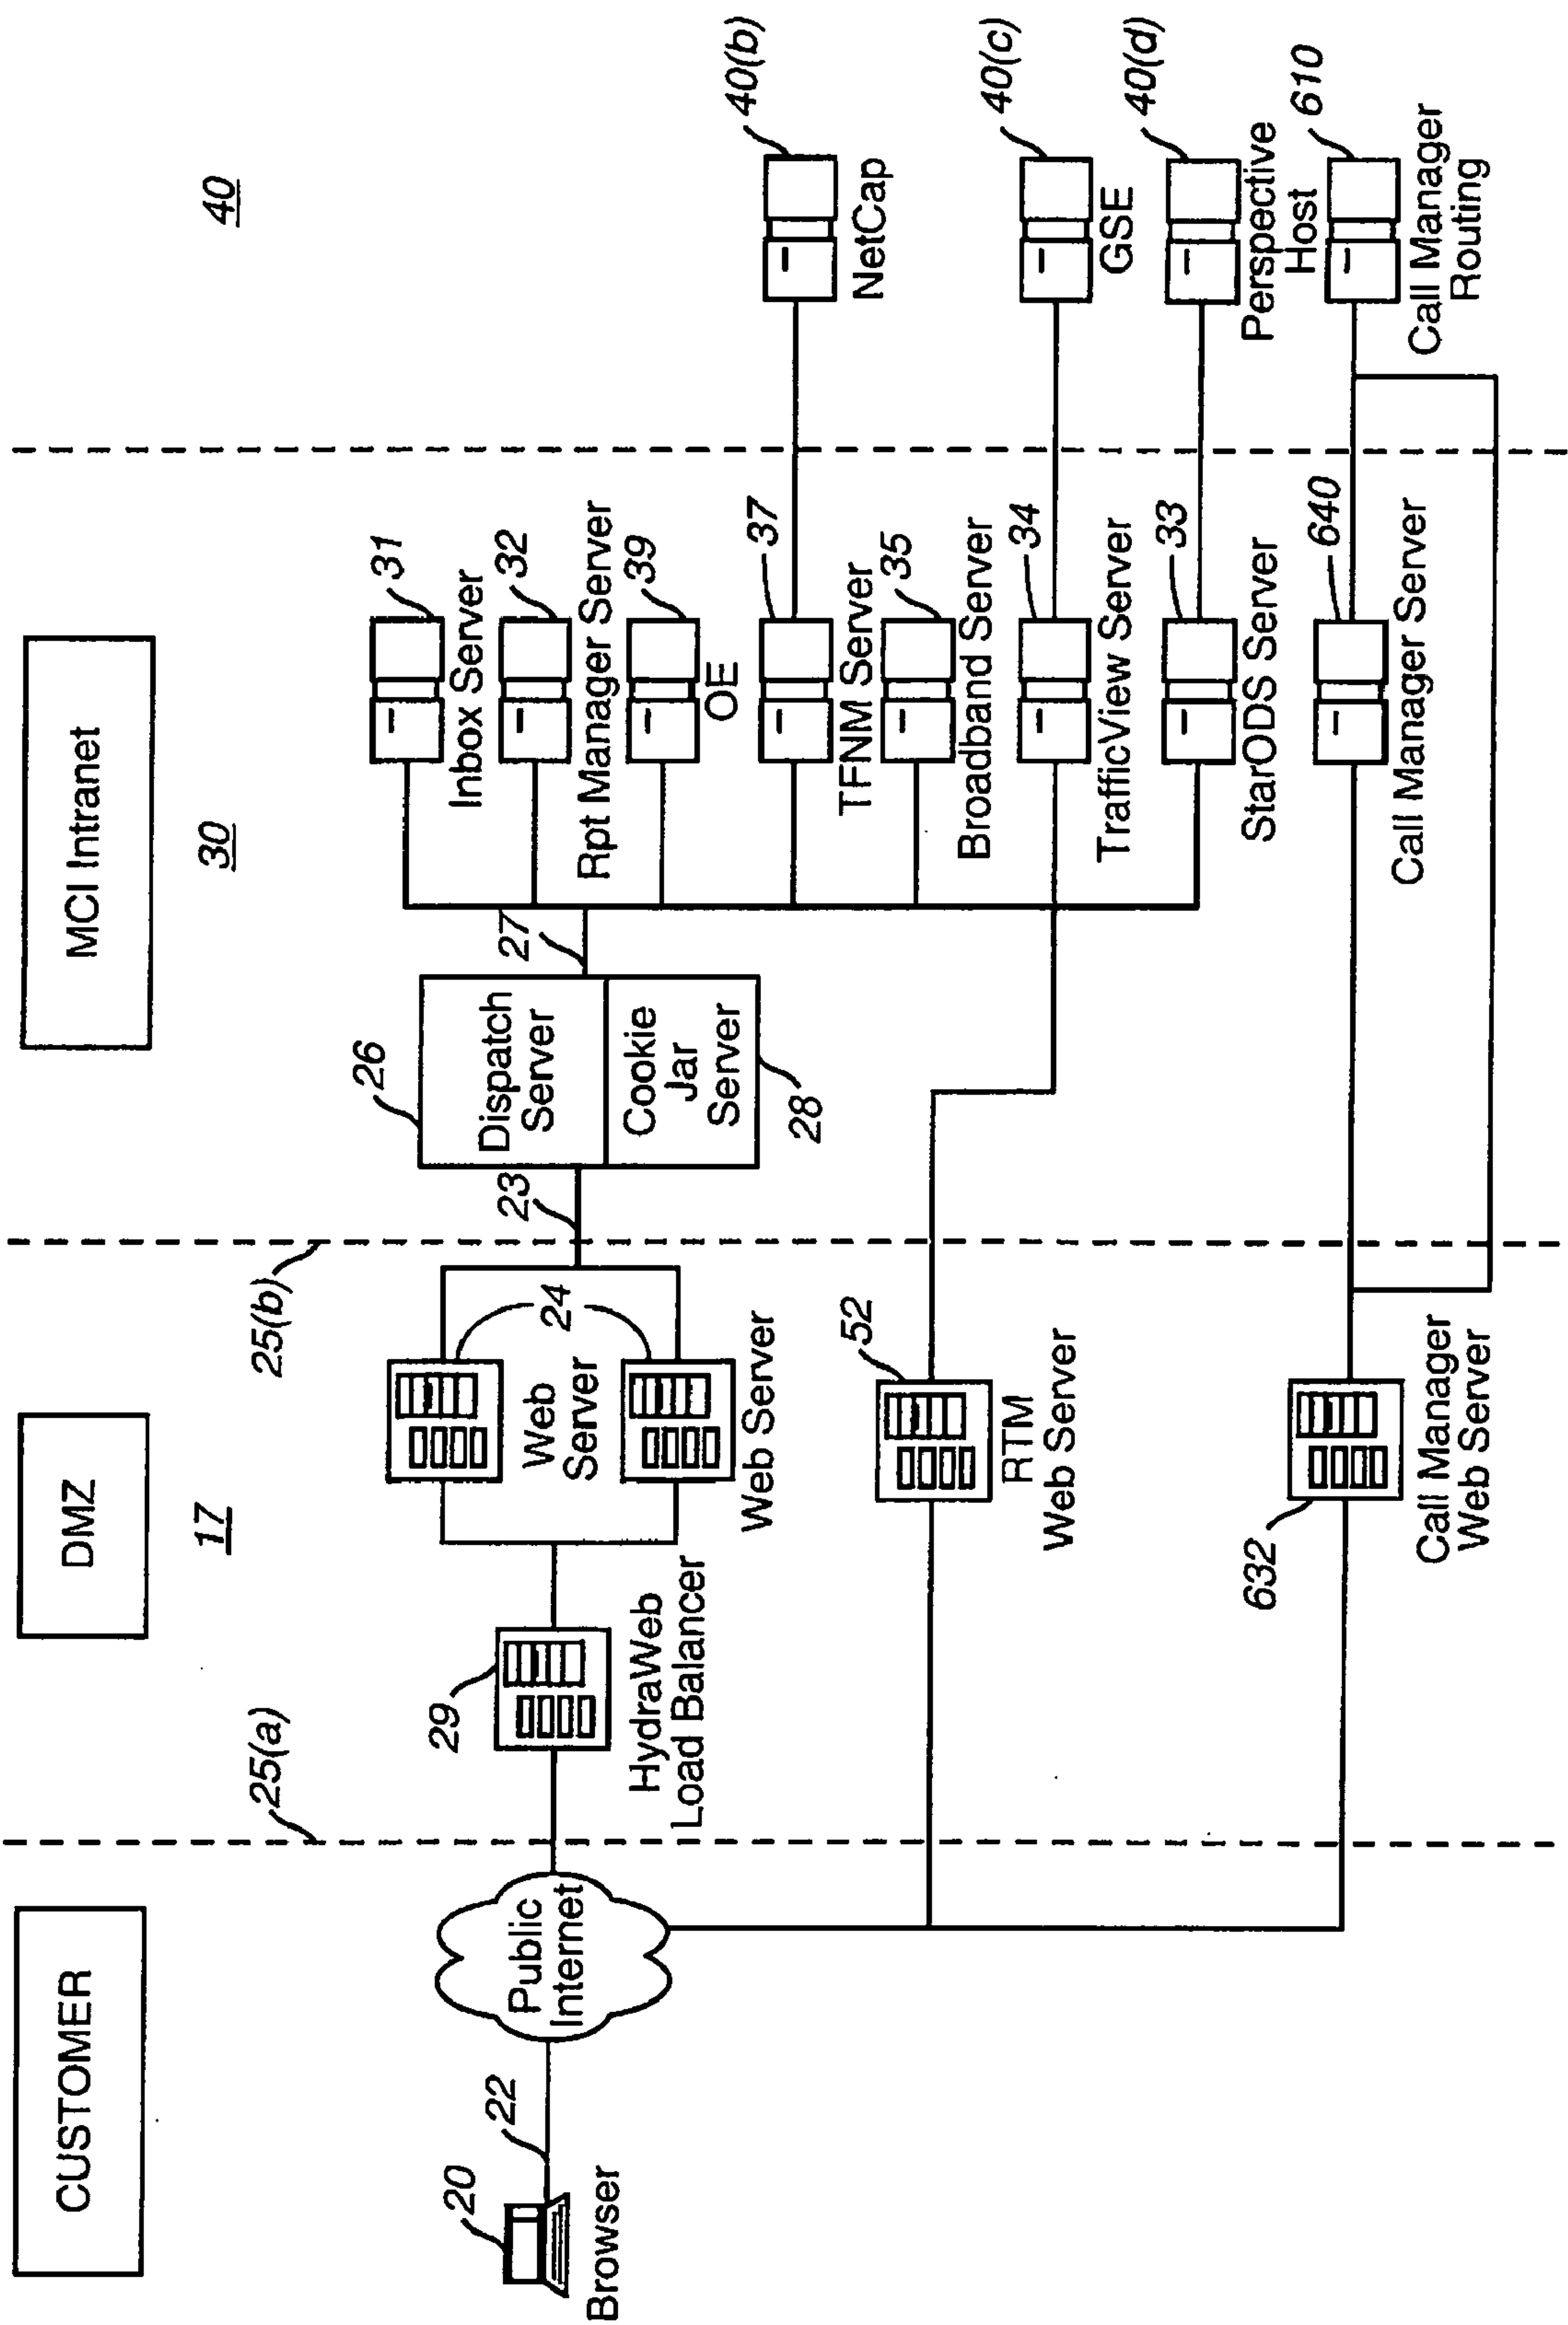 CUSTOMER
DMZ
MCI Intranet
17
30
40
25(a)
25(b)
20
Browser
22
Public
Internet
29
HydraWeb
Load Balancer
24
Web
Server
Web Server
23
26
Dispatch
Server
Cookie
Jar
Server
28
27
31
Inbox Server
32
Rpt Manager Server
39
OE
37
TFNM Server
35
Broadband Server
34
TrafficView Server
33
StarODS Server
640
Call Manager Server
52
RTM
Web Server
632
Call Manager
Web Server
40(b)
NetCap
40(c)
GSE
40(d)
Perspective
Host
610
Call Manager
Routing